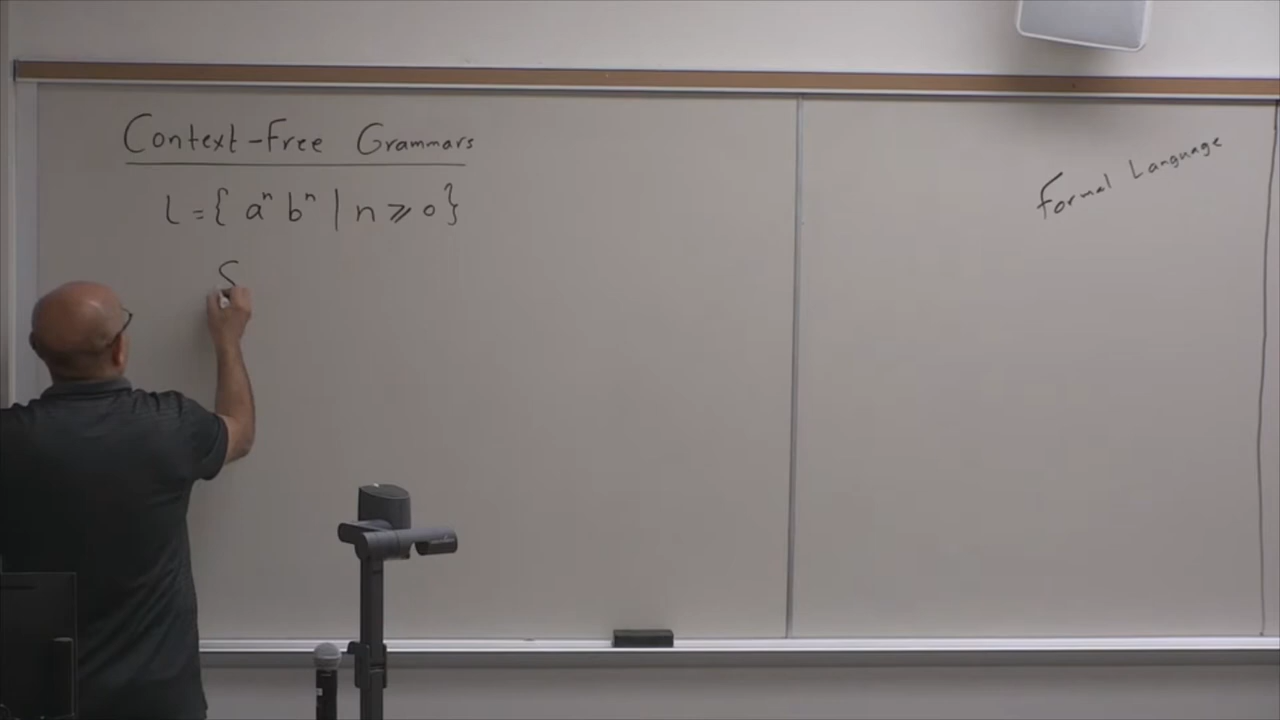 Context-Free Grammars
L = { aⁿ bⁿ | n ⩾ 0 }
S
Formal Language